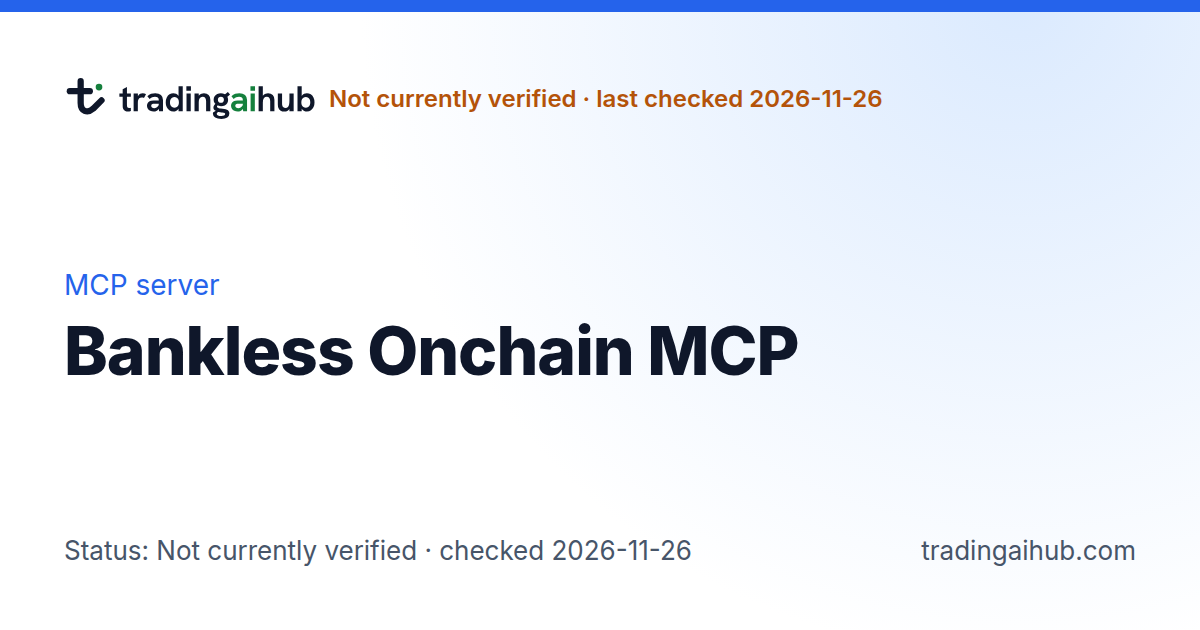 tradingaihub Not currently verified · last checked 2026-11-26
MCP server
Bankless Onchain MCP
Status: Not currently verified · checked 2026-11-26
tradingaihub.com